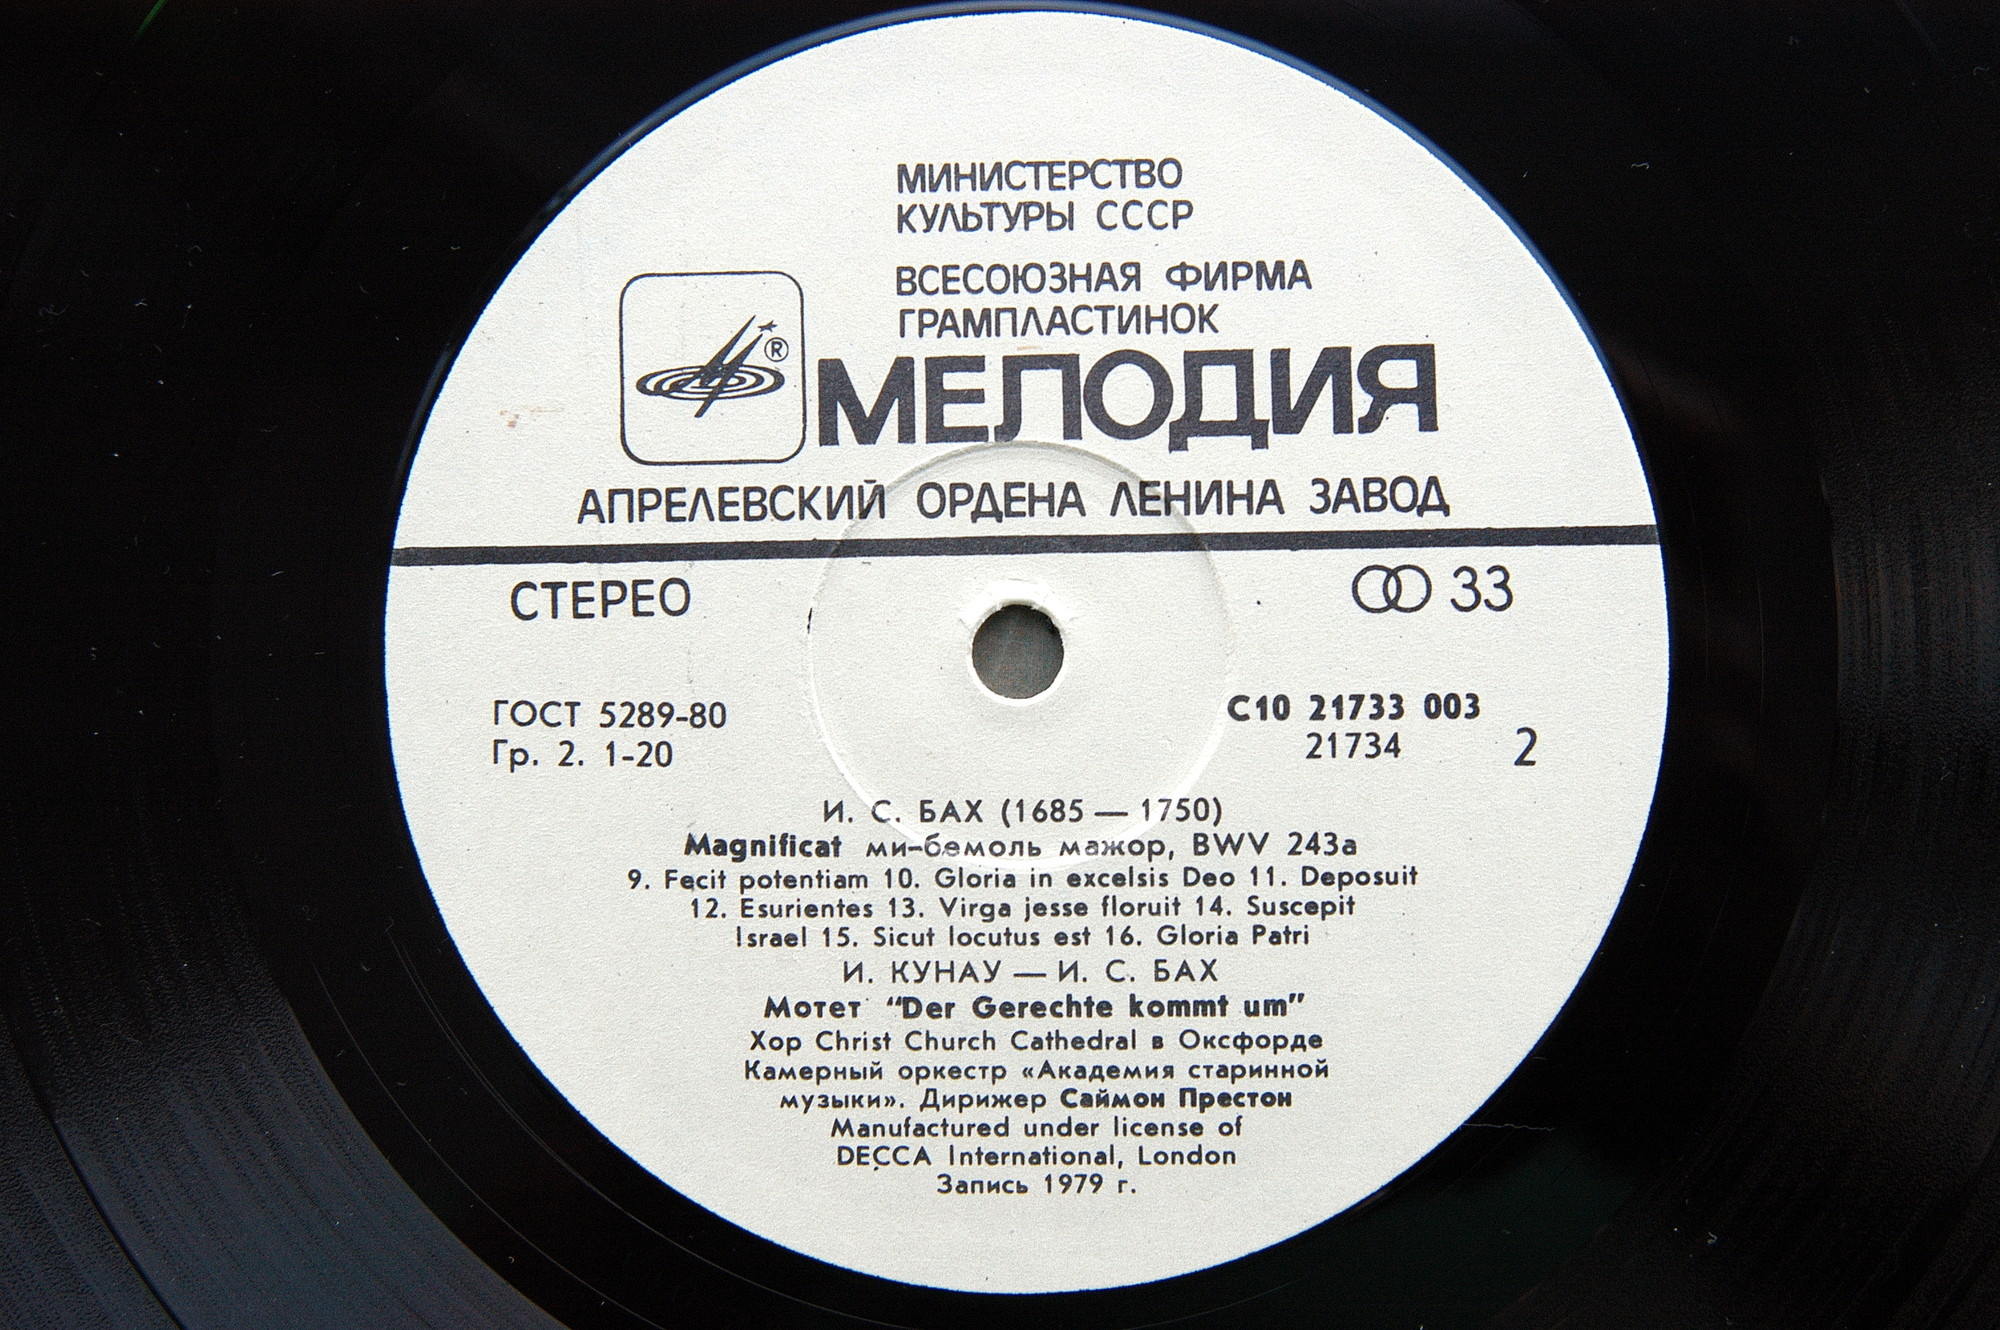 МИНИСТЕРСТВО
КУЛЬТУРЫ СССР
ВСЕСОЮЗНАЯ ФИРМА
ГРАМПЛАСТИНОК
®
МЕЛОДИЯ
АПРЕЛЕВСКИЙ ОРДЕНА ЛЕНИНА ЗАВОД
СТЕРЕО
33
ГОСТ 5289-80
Гр. 2. 1-20
С10 21733 003
21734
2
И. С. БАХ (1685 — 1750)
Magnificat ми-бемоль мажор, BWV 243a
9. Fecit potentiam 10. Gloria in excelsis Deo 11. Deposuit
12. Esurientes 13. Virga jesse floruit 14. Suscepit
Israel 15. Sicut locutus est 16. Gloria Patri
И. КУНАУ — И. С. БАХ
Мотет “Der Gerechte kommt um”
Хор Christ Church Cathedral в Оксфорде
Камерный оркестр «Академия старинной
музыки». Дирижер Саймон Престон
Manufactured under license of
DECCA International, London
Запись 1979 г.